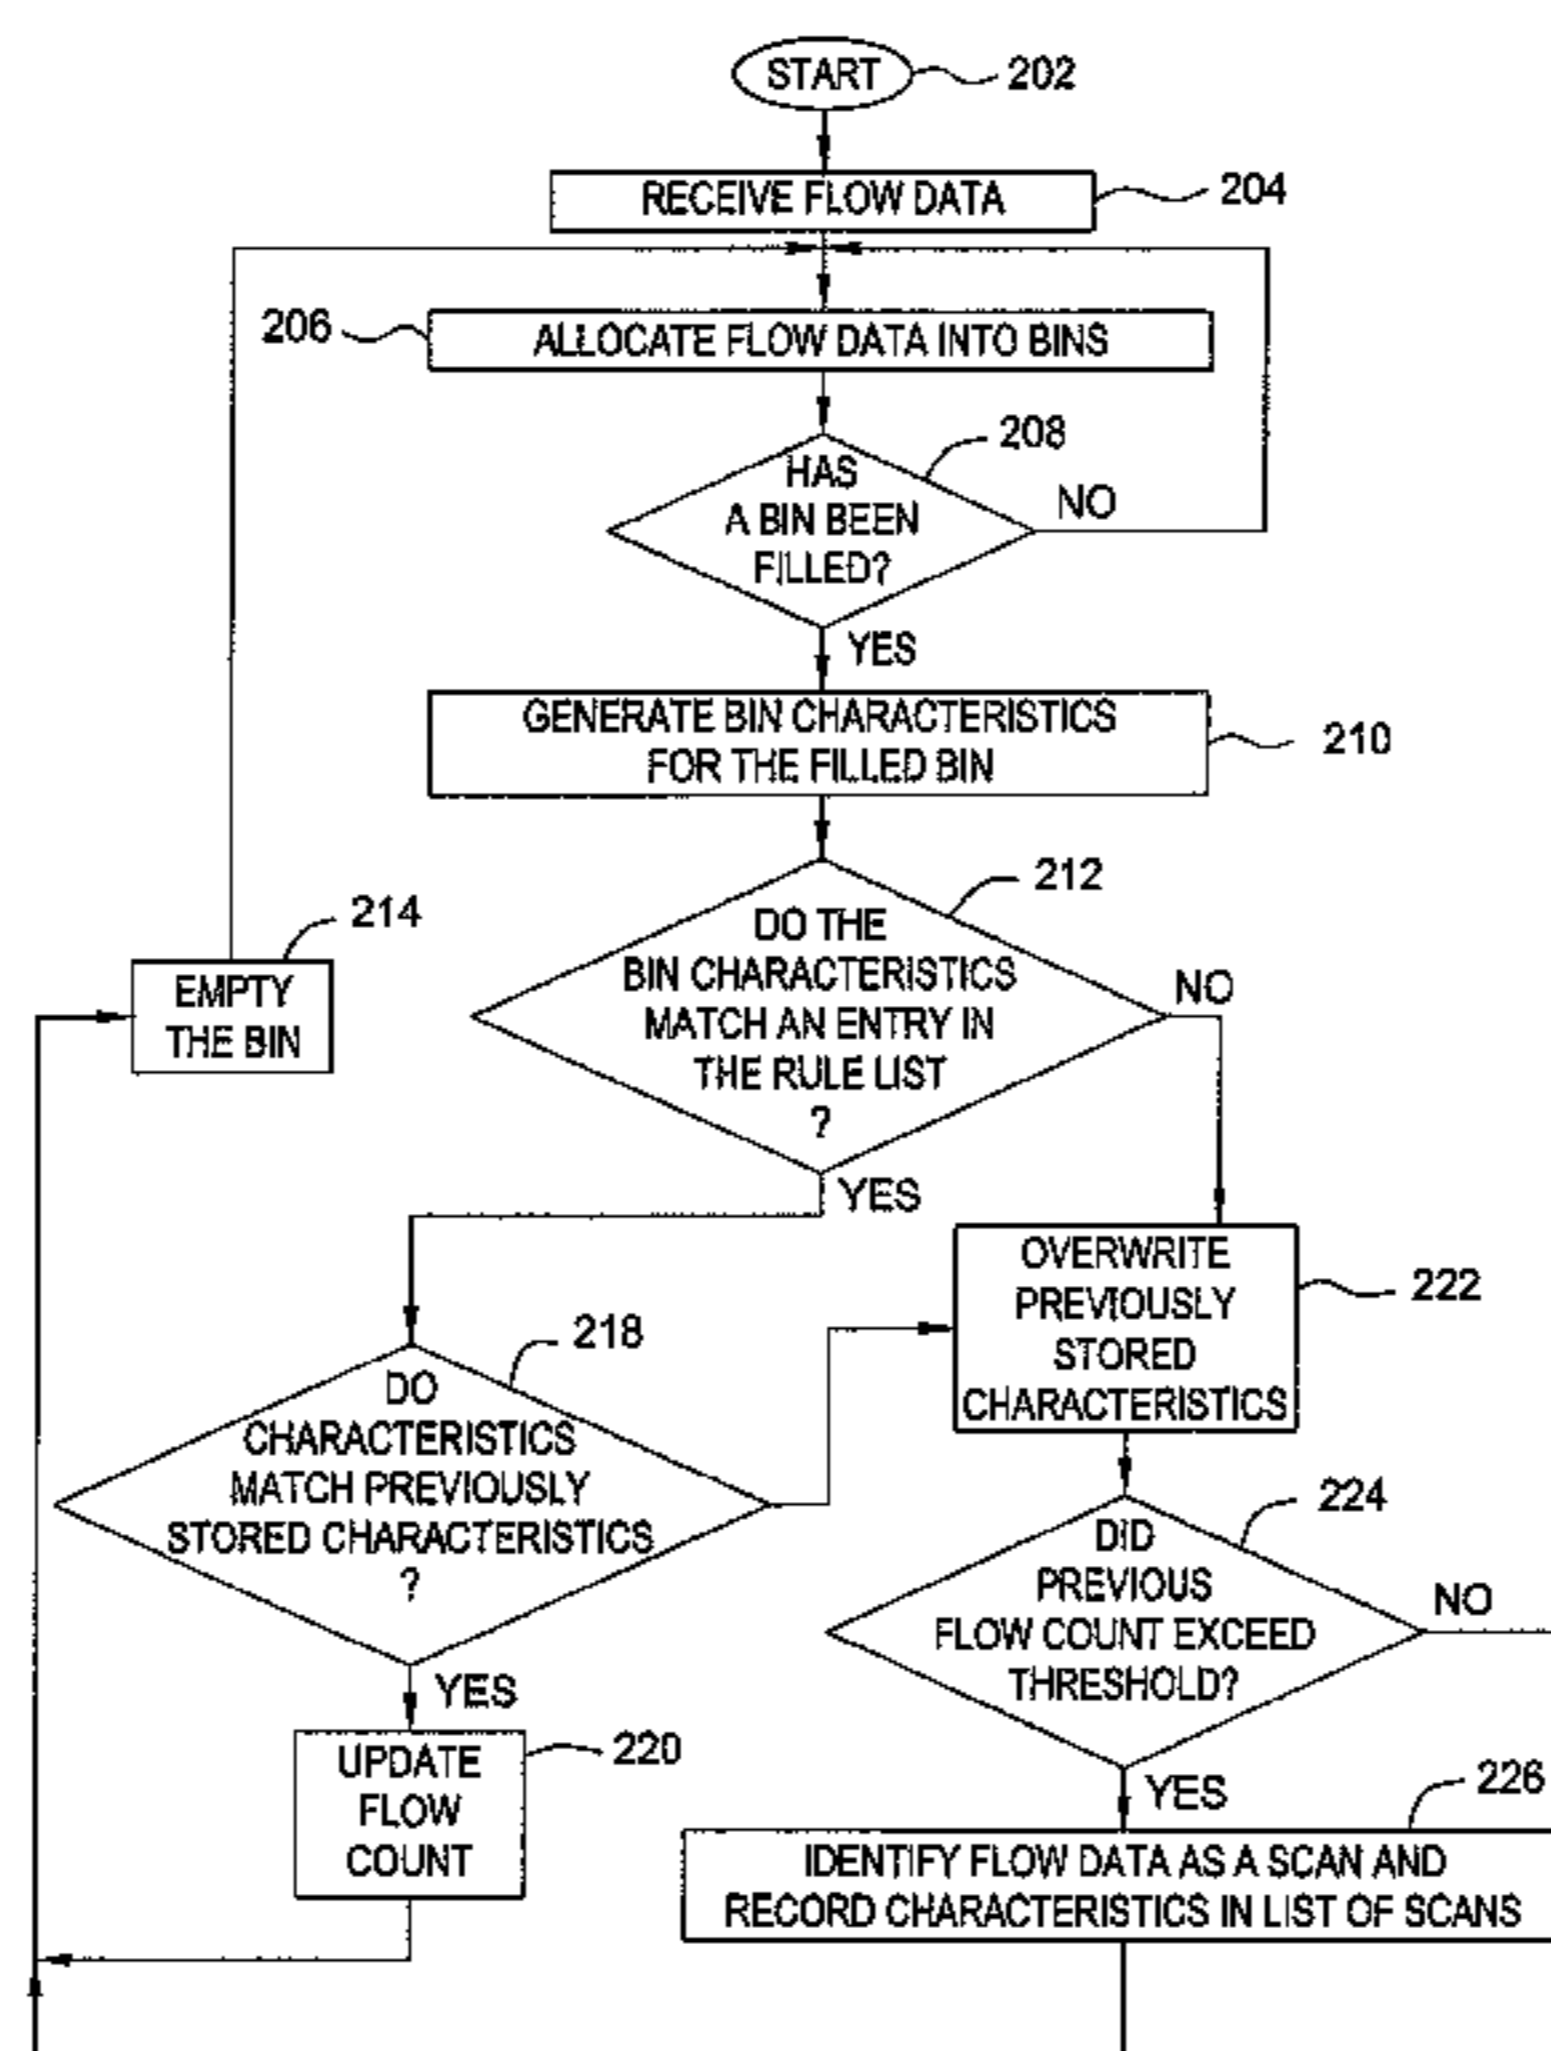 START
202
RECEIVE FLOW DATA
204
206
ALLOCATE FLOW DATA INTO BINS
208
HAS
A BIN BEEN
FILLED?
NO
YES
GENERATE BIN CHARACTERISTICS
FOR THE FILLED BIN
210
212
DO THE
BIN CHARACTERISTICS
MATCH AN ENTRY IN
THE RULE LIST
?
NO
YES
214
EMPTY
THE BIN
OVERWRITE
PREVIOUSLY
STORED
CHARACTERISTICS
222
218
DO
CHARACTERISTICS
MATCH PREVIOUSLY
STORED CHARACTERISTICS
?
YES
224
DID
PREVIOUS
FLOW COUNT EXCEED
THRESHOLD?
NO
YES
UPDATE
FLOW
COUNT
220
226
IDENTIFY FLOW DATA AS A SCAN AND
RECORD CHARACTERISTICS IN LIST OF SCANS